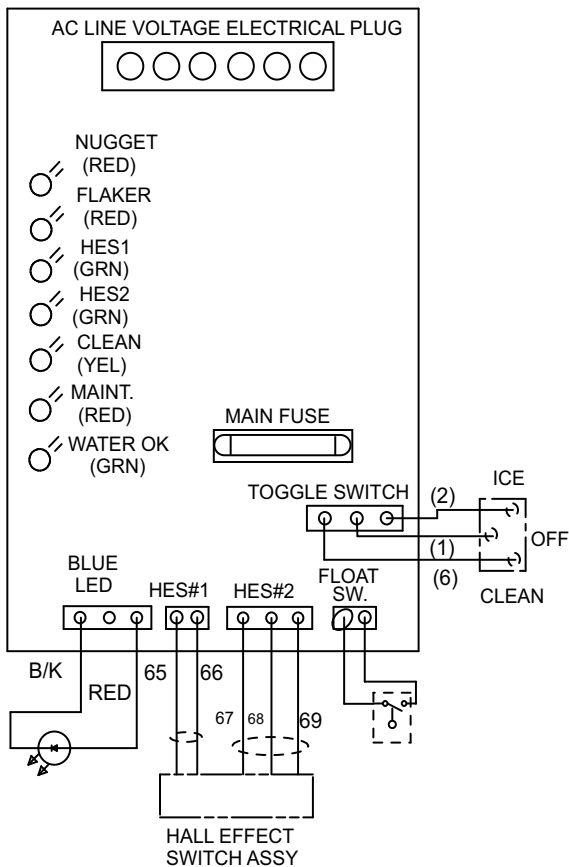 AC LINE VOLTAGE ELECTRICAL PLUG
NUGGET
(RED)
FLAKER
(RED)
HES1
(GRN)
HES2
(GRN)
CLEAN
(YEL)
MAINT.
(RED)
WATER OK
(GRN)
MAIN FUSE
TOGGLE SWITCH
(2)
(1)
(6)
ICE
OFF
CLEAN
BLUE
LED
HES#1
HES#2
FLOAT
SW.
B/K
RED
65
66
67
68
69
HALL EFFECT
SWITCH ASSY